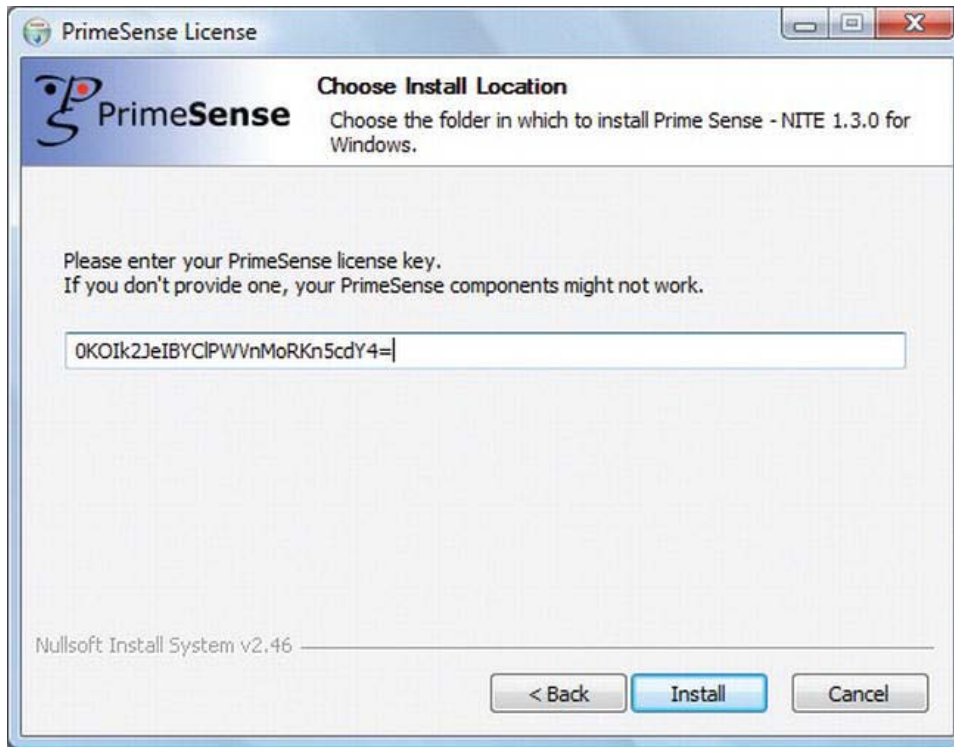 PrimeSense License
PrimeSense
Choose Install Location
Choose the folder in which to install Prime Sense - NITE 1.3.0 for
Windows.
Please enter your PrimeSense license key.
If you don't provide one, your PrimeSense components might not work.
0KOIk2JeIBYClPWVnMoRKn5cdY4=
Nullsoft Install System v2.46
< Back
Install
Cancel